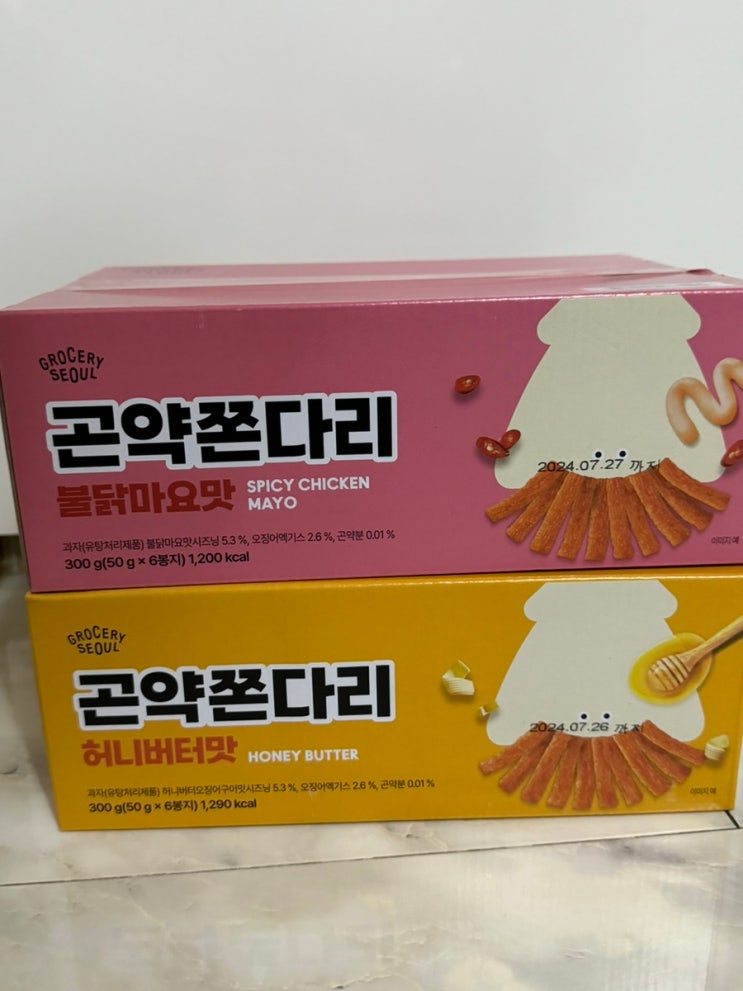 GROCERY
SEOUL
곤약쫀다리
불닭마요맛 SPICY CHICKEN
MAYO
2024.07.27 까지
과자(유탕처리제품) 불닭마요맛시즈닝 5.3 %, 오징어엑기스 2.6 %, 곤약분 0.01 %
300 g(50 g × 6봉지) 1,200 kcal
이미지 예
GROCERY
SEOUL
곤약쫀다리
허니버터맛 HONEY BUTTER
2024.07.26 까지
과자(유탕처리제품) 허니버터오징어구이맛시즈닝 5.3 %, 오징어엑기스 2.6 %, 곤약분 0.01 %
300 g(50 g × 6봉지) 1,290 kcal
이미지 예